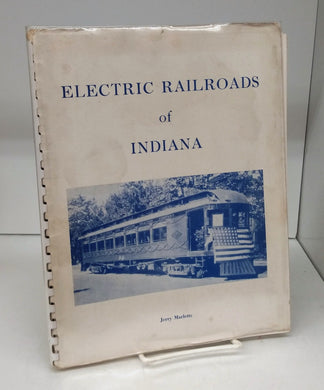 ELECTRIC RAILROADS
of
INDIANA
Jerry Marlette